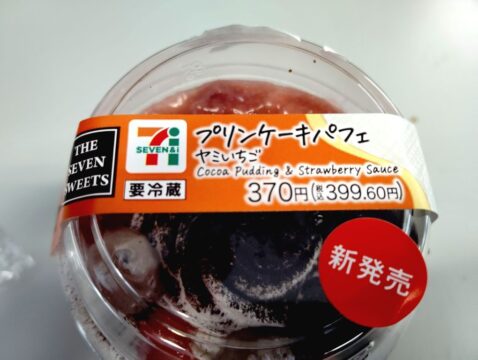 THE
SEVEN
SWEETS
7
SEVEN&i
要冷蔵
プリンケーキパフェ
ヤミいちご
Cocoa Pudding & Strawberry Sauce
370円(税込399.60円)
新発売